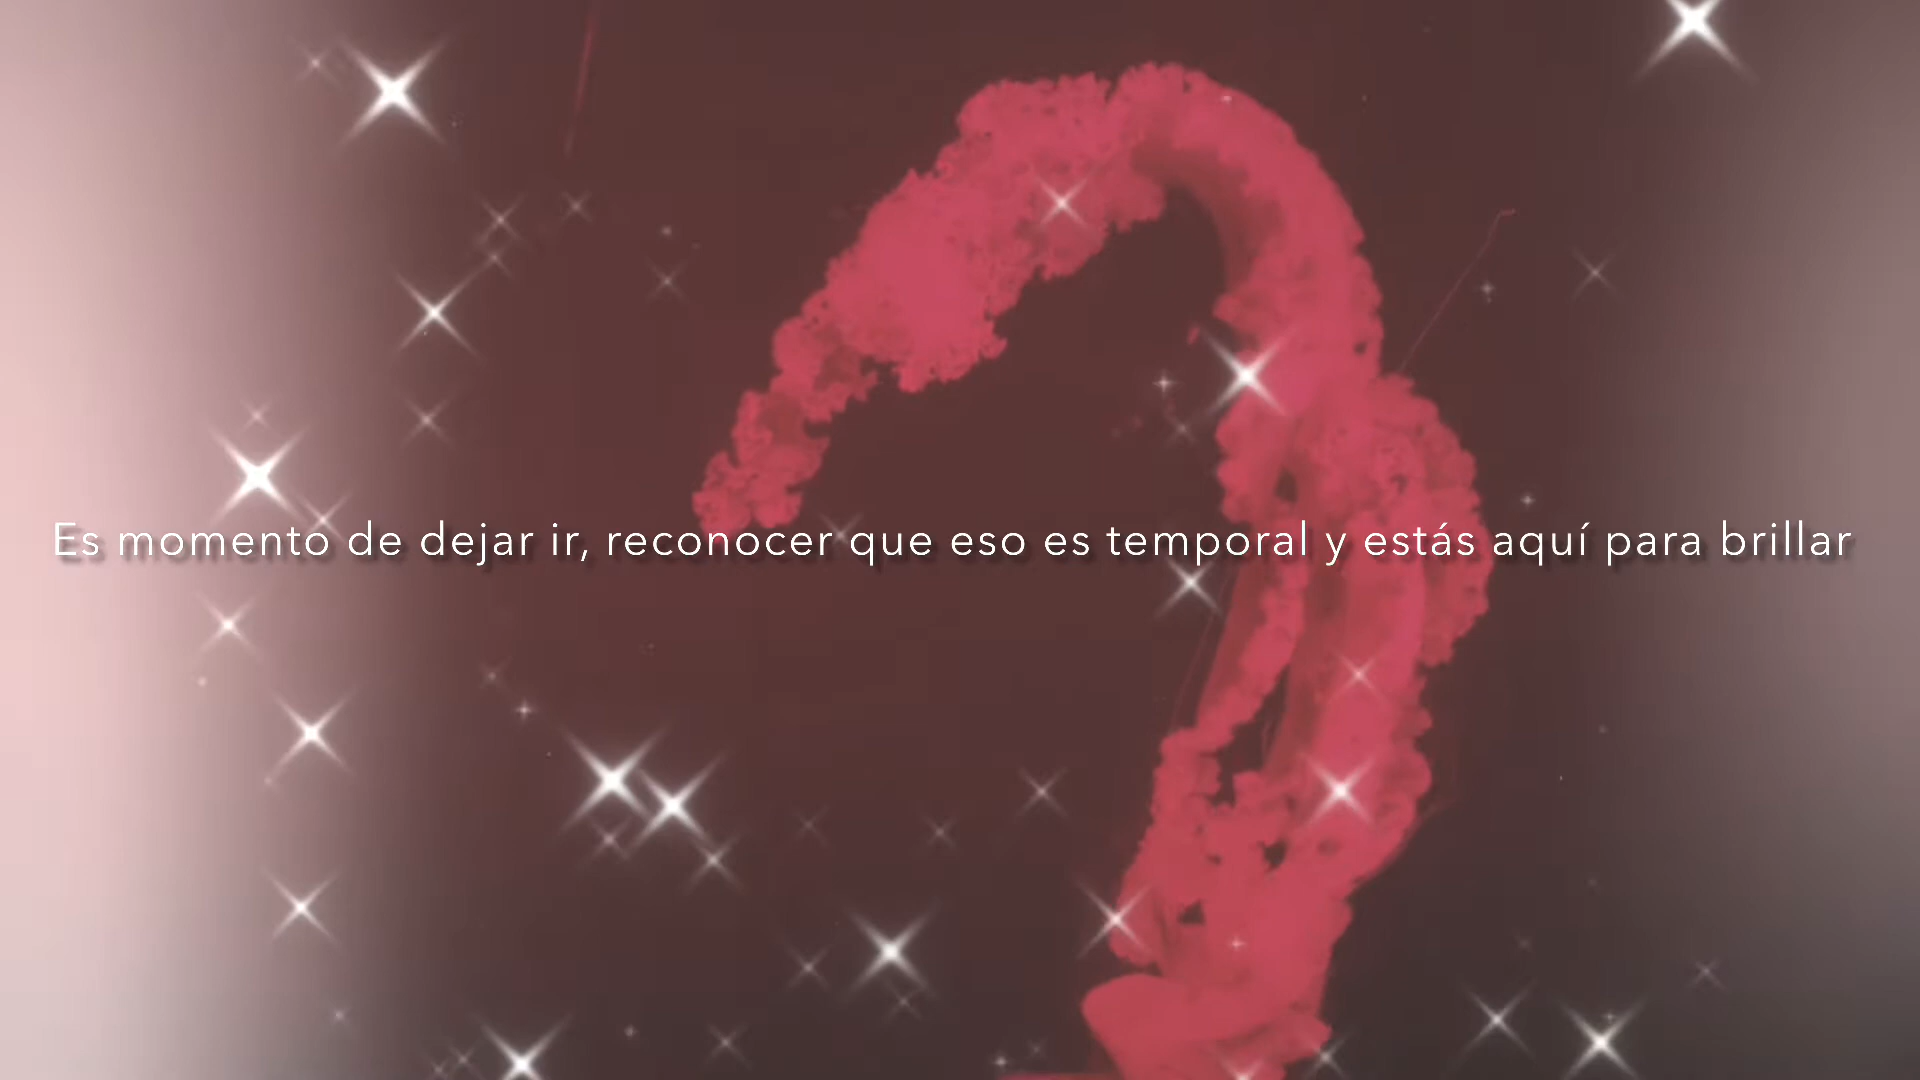 Es momento de dejar ir, reconocer que eso es temporal y estás aquí para brillar